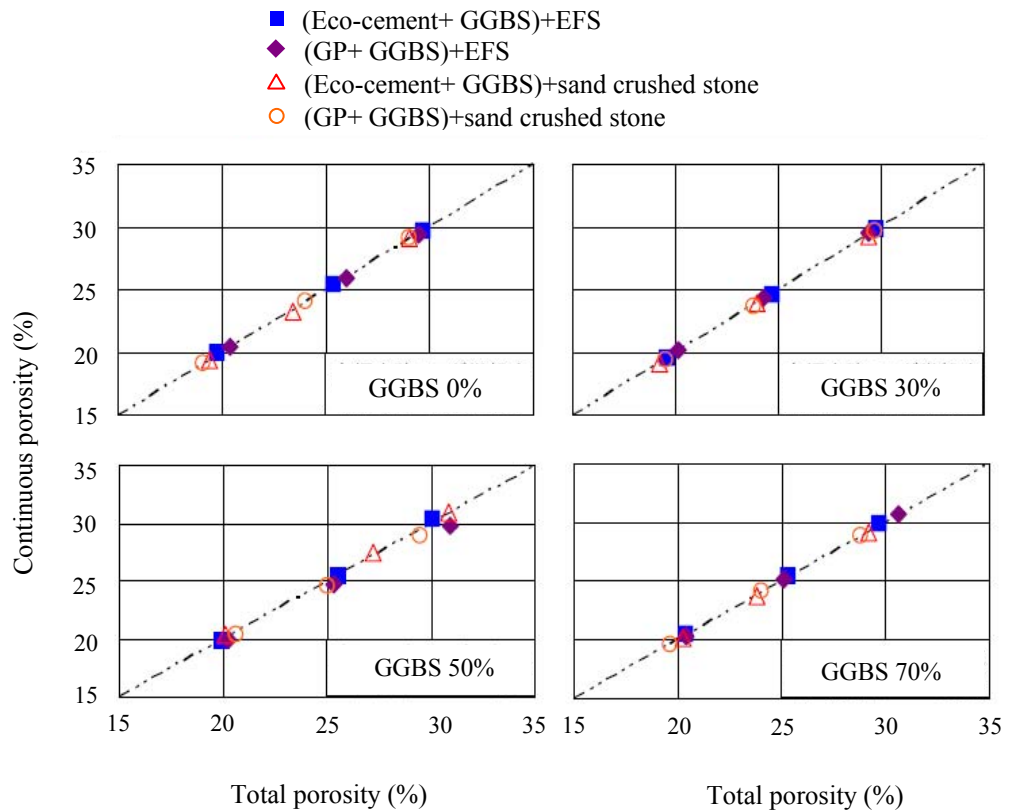 (Eco-cement+ GGBS)+EFS
(GP+ GGBS)+EFS
(Eco-cement+ GGBS)+sand crushed stone
(GP+ GGBS)+sand crushed stone
Continuous porosity (%)
35
30
25
20
15
GGBS 0%
GGBS 30%
35
30
25
20
15
GGBS 50%
GGBS 70%
15 20 25 30 35
15 20 25 30 35
Total porosity (%)
Total porosity (%)